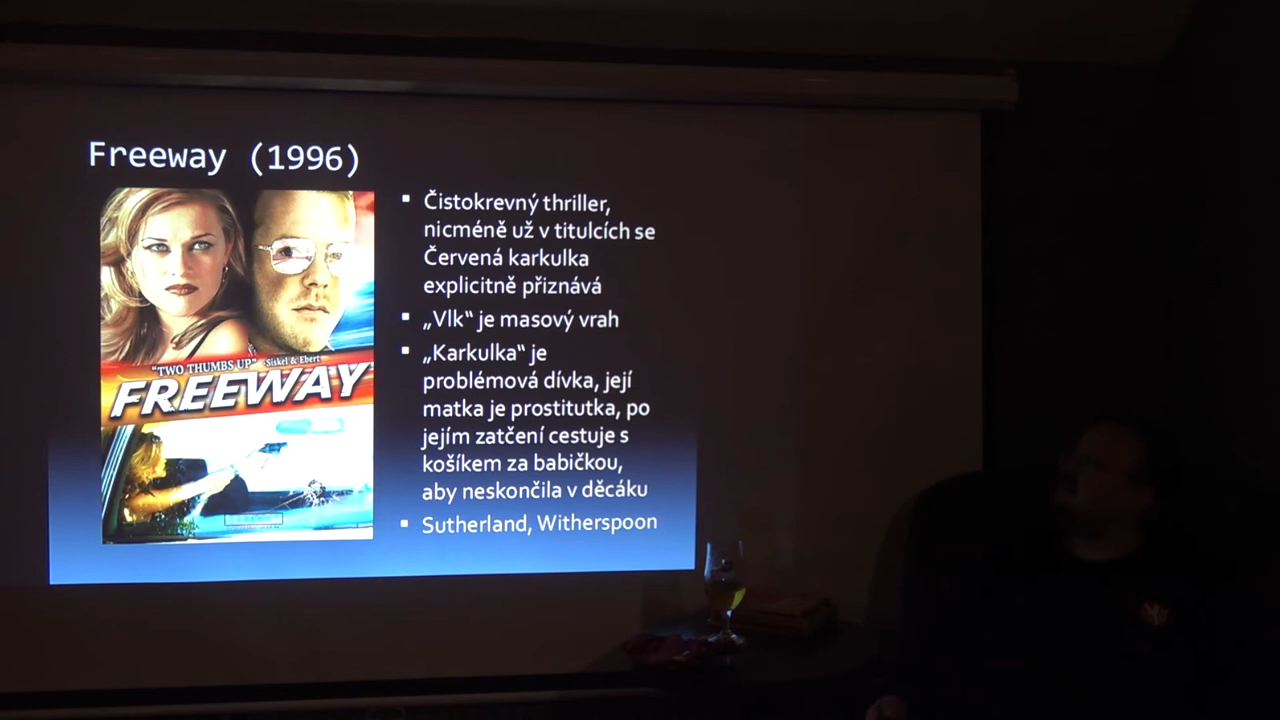 Freeway (1996)
"TWO THUMBS UP" -Siskel & Ebert
FREEWAY
▪ Čistokrevný thriller,
nicméně už v titulcích se
Červená karkulka
explicitně přiznává
▪ „Vlk“ je masový vrah
▪ „Karkulka“ je
problémová dívka, její
matka je prostitutka, po
jejím zatčení cestuje s
košíkem za babičkou,
aby neskončila v děcáku
▪ Sutherland, Witherspoon